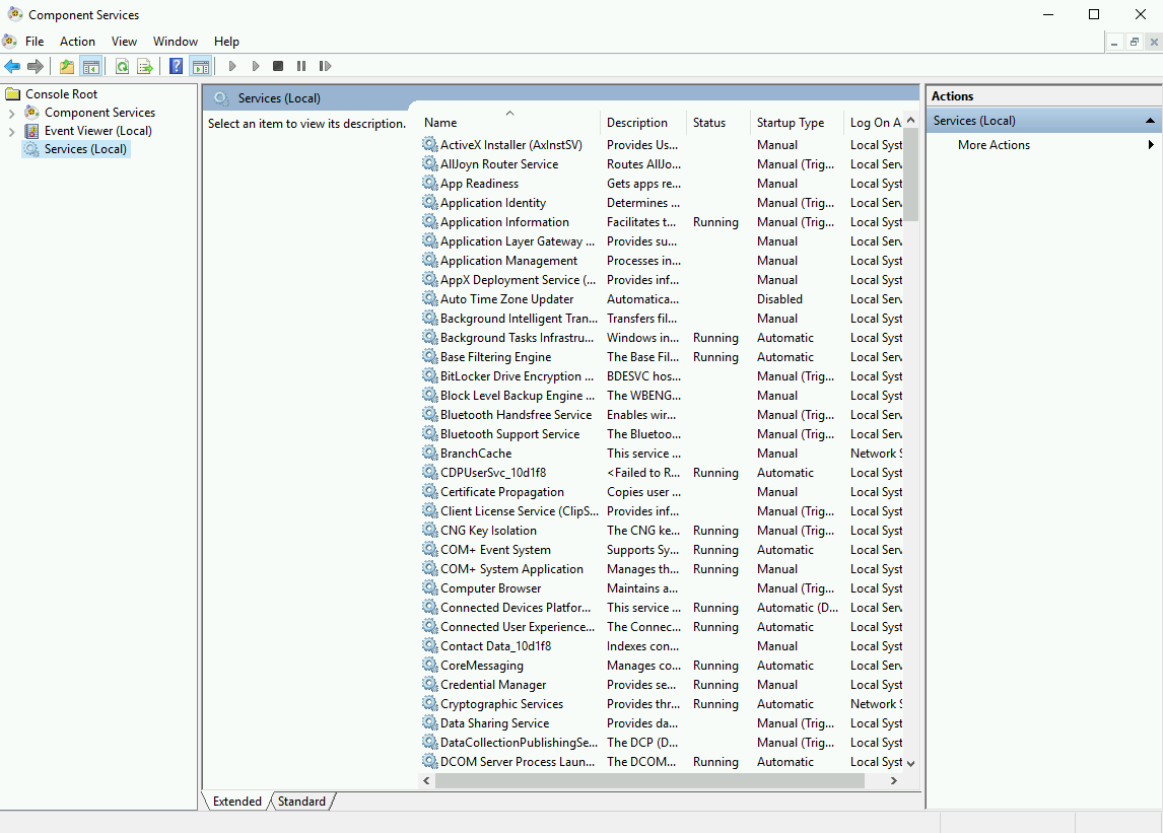 Component Services
File Action View Window Help
Console Root
Component Services
Event Viewer (Local)
Services (Local)
Services (Local)
Select an item to view its description.
Name Description Status Startup Type Log On A
ActiveX Installer (AxInstSV) Provides Us... Manual Local Syst
AllJoyn Router Service Routes AllJo... Manual (Trig... Local Serv
App Readiness Gets apps re... Manual Local Syst
Application Identity Determines ... Manual (Trig... Local Serv
Application Information Facilitates t... Running Manual (Trig... Local Syst
Application Layer Gateway ... Provides su... Manual Local Serv
Application Management Processes in... Manual Local Syst
AppX Deployment Service (... Provides inf... Manual Local Syst
Auto Time Zone Updater Automatica... Disabled Local Serv
Background Intelligent Tran... Transfers fil... Manual Local Syst
Background Tasks Infrastru... Windows in... Running Automatic Local Syst
Base Filtering Engine The Base Fil... Running Automatic Local Serv
BitLocker Drive Encryption ... BDESVC hos... Manual (Trig... Local Syst
Block Level Backup Engine ... The WBENG... Manual Local Syst
Bluetooth Handsfree Service Enables wir... Manual (Trig... Local Serv
Bluetooth Support Service The Bluetoo... Manual (Trig... Local Serv
BranchCache This service ... Manual Network S
CDPUserSvc_10d1f8 <Failed to R... Running Automatic Local Syst
Certificate Propagation Copies user ... Manual Local Syst
Client License Service (ClipS... Provides inf... Manual (Trig... Local Syst
CNG Key Isolation The CNG ke... Running Manual (Trig... Local Syst
COM+ Event System Supports Sy... Running Automatic Local Serv
COM+ System Application Manages th... Running Manual Local Syst
Computer Browser Maintains a... Manual (Trig... Local Syst
Connected Devices Platfor... This service ... Running Automatic (D... Local Serv
Connected User Experience... The Connec... Running Automatic Local Syst
Contact Data_10d1f8 Indexes con... Manual Local Syst
CoreMessaging Manages co... Running Automatic Local Serv
Credential Manager Provides se... Running Manual Local Syst
Cryptographic Services Provides thr... Running Automatic Network S
Data Sharing Service Provides da... Manual (Trig... Local Syst
DataCollectionPublishingSe... The DCP (D... Manual (Trig... Local Syst
DCOM Server Process Laun... The DCOM... Running Automatic Local Syst
Extended Standard
Actions
Services (Local)
More Actions